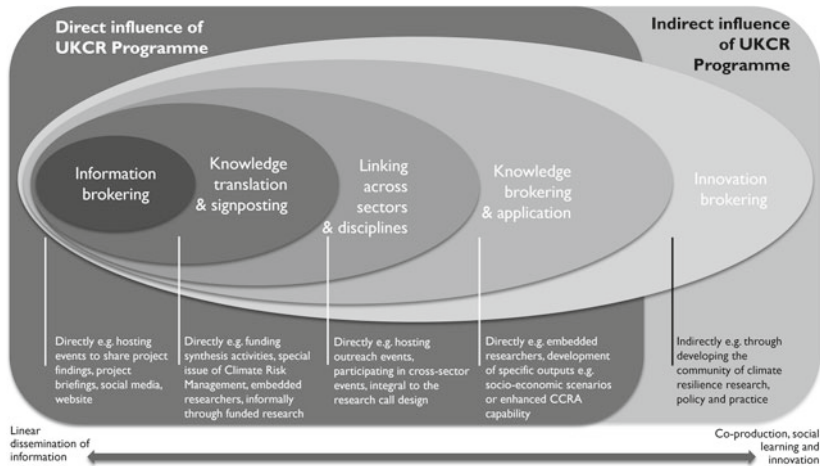 Direct influence of
UKCR Programme
Indirect influence
of UKCR
Programme
Information
brokering
Knowledge
translation
& signposting
Linking
across
sectors
& disciplines
Knowledge
brokering
& application
Innovation
brokering
Directly e.g. hosting
events to share project
findings, project
briefings, social media,
website
Directly e.g. funding
synthesis activities, special
issue of Climate Risk
Management, embedded
researchers, informally
through funded research
Directly e.g. hosting
outreach events,
participating in cross-sector
events, integral to the
research call design
Directly e.g. embedded
researchers, development
of specific outputs e.g.
socio-economic scenarios
or enhanced CCRA
capability
Indirectly e.g. through
developing the
community of climate
resilience research,
policy and practice
Linear
dissemination of
information
Co-production, social
learning and
innovation